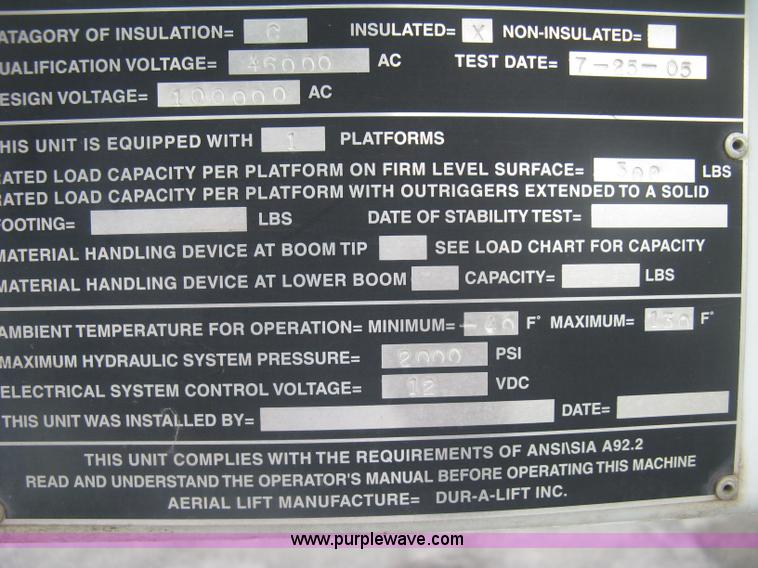 ATAGORY OF INSULATION= C INSULATED= X NON-INSULATED=
UALIFICATION VOLTAGE= 46000 AC TEST DATE= 7-25-05
ESIGN VOLTAGE= 100000 AC
HIS UNIT IS EQUIPPED WITH 1 PLATFORMS
RATED LOAD CAPACITY PER PLATFORM ON FIRM LEVEL SURFACE= 300 LBS
RATED LOAD CAPACITY PER PLATFORM WITH OUTRIGGERS EXTENDED TO A SOLID
FOOTING= LBS DATE OF STABILITY TEST=
MATERIAL HANDLING DEVICE AT BOOM TIP SEE LOAD CHART FOR CAPACITY
MATERIAL HANDLING DEVICE AT LOWER BOOM CAPACITY= LBS
AMBIENT TEMPERATURE FOR OPERATION= MINIMUM= F° MAXIMUM= 130 F°
MAXIMUM HYDRAULIC SYSTEM PRESSURE= 2000 PSI
ELECTRICAL SYSTEM CONTROL VOLTAGE= 12 VDC
THIS UNIT WAS INSTALLED BY= DATE=
THIS UNIT COMPLIES WITH THE REQUIREMENTS OF ANSI\SIA A92.2
READ AND UNDERSTAND THE OPERATOR'S MANUAL BEFORE OPERATING THIS MACHINE
AERIAL LIFT MANUFACTURE= DUR-A-LIFT INC.
www.purplewave.com